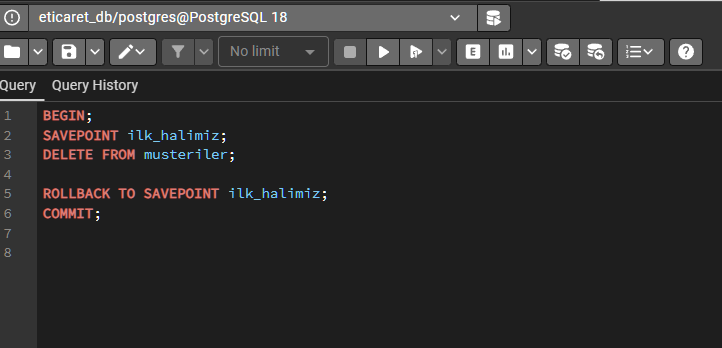 eticaret_db/postgres@PostgreSQL 18
No limit
Query Query History
1 BEGIN;
2 SAVEPOINT ilk_halimiz;
3 DELETE FROM musteriler;
4
5 ROLLBACK TO SAVEPOINT ilk_halimiz;
6 COMMIT;
7
8